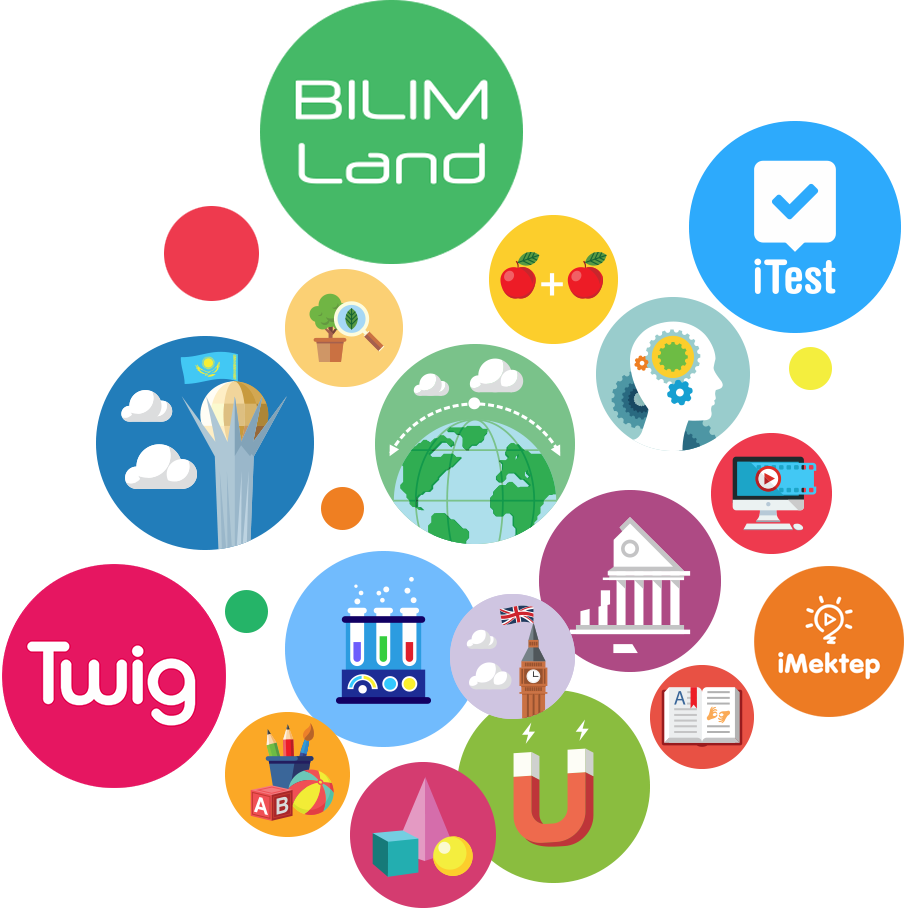 BILIM
Land
iTest
+
Twig
iMektep
A
A B